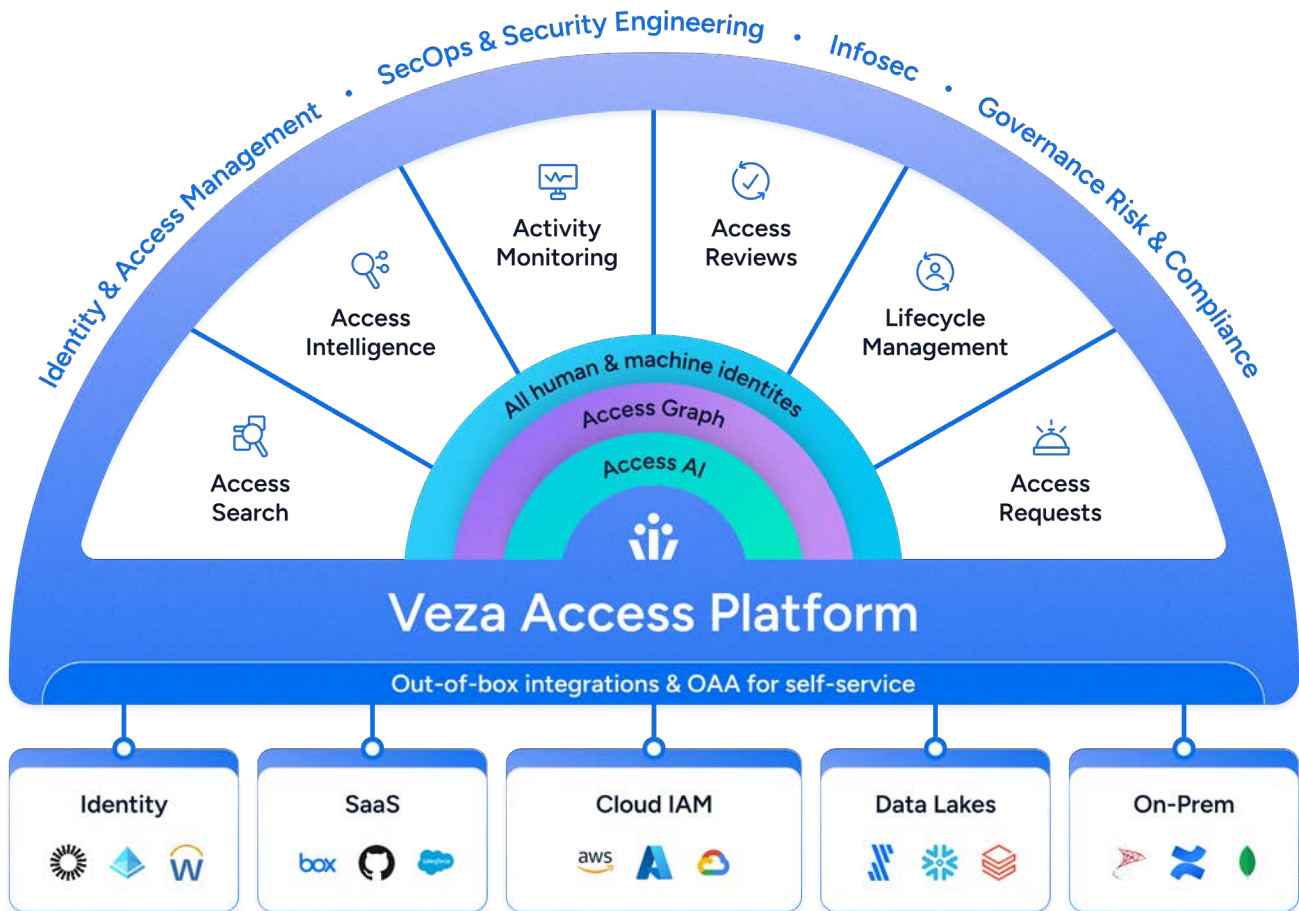 Identity & Access Management • SecOps & Security Engineering • Infosec • Governance Risk & Compliance
Access
Search
Access
Intelligence
Activity
Monitoring
Access
Reviews
Lifecycle
Management
Access
Requests
All human & machine identites
Access Graph
Access AI
Veza Access Platform
Out-of-box integrations & OAA for self-service
Identity
SaaS
Cloud IAM
Data Lakes
On-Prem
W
box
salesforce
aws